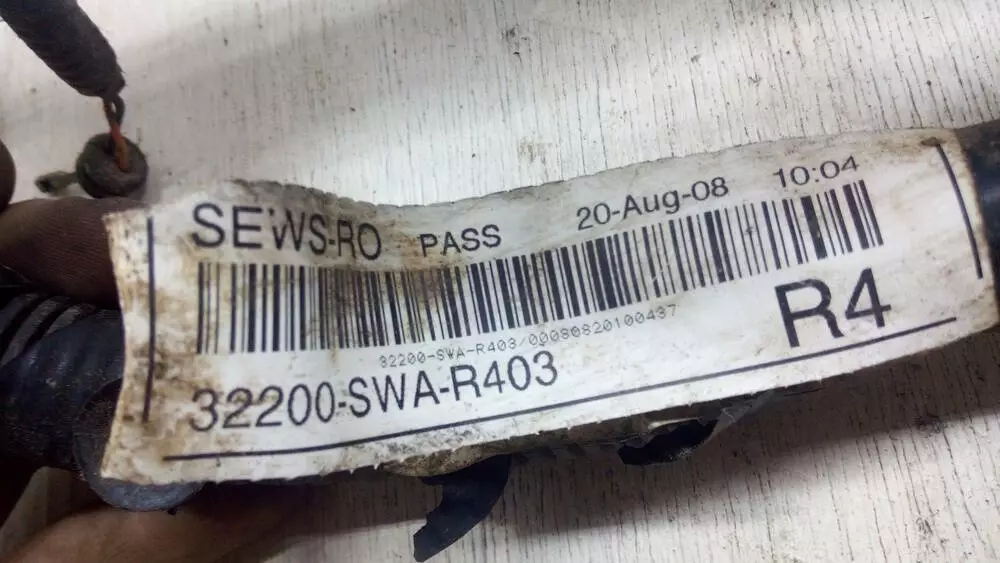 SEWS-RO PASS 20-Aug-08 10:04
32200-SWA-R403/00080820100437
32200-SWA-R403 R4